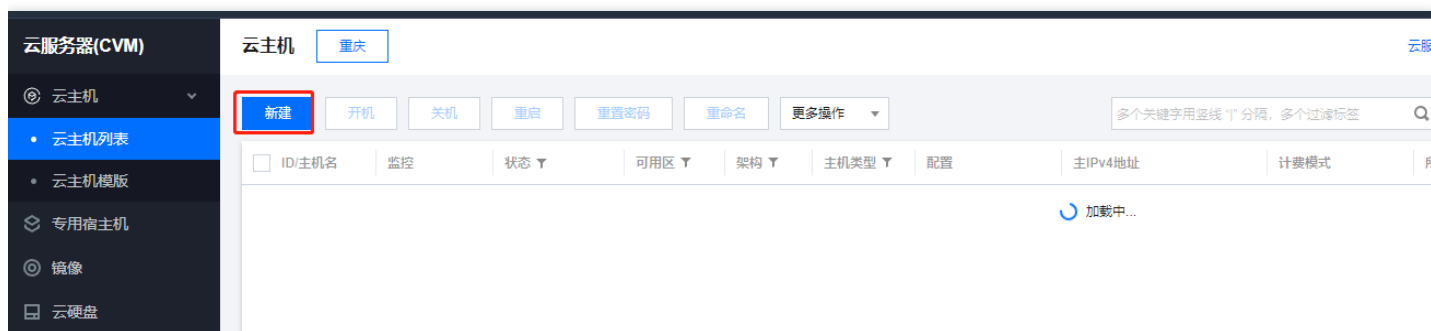 云服务器(CVM)
云主机 重庆
云服
云主机
云主机列表
云主机模版
专用宿主机
镜像
云硬盘
新建 开机 关机 重启 重置密码 重命名 更多操作
多个关键字用竖线 "|" 分隔，多个过滤标签
ID/主机名 监控 状态 可用区 架构 主机类型 配置 主IPv4地址 计费模式
加载中...